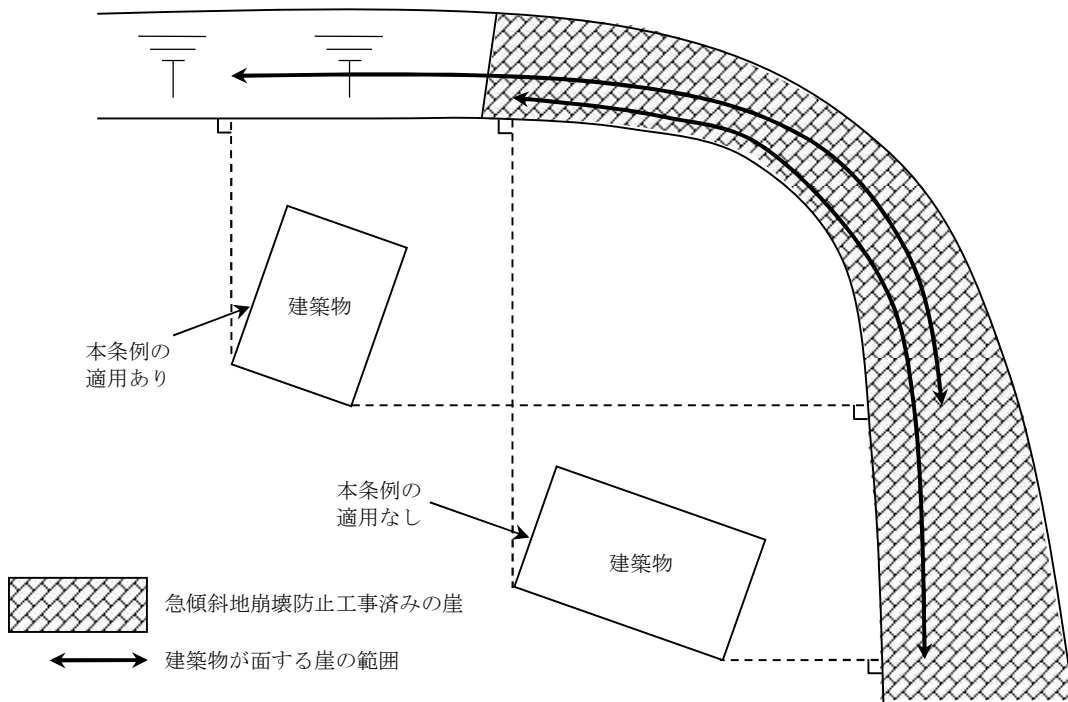 建築物
本条例の
適用あり
本条例の
適用なし
建築物
急傾斜地崩壊防止工事済みの崖
建築物が面する崖の範囲